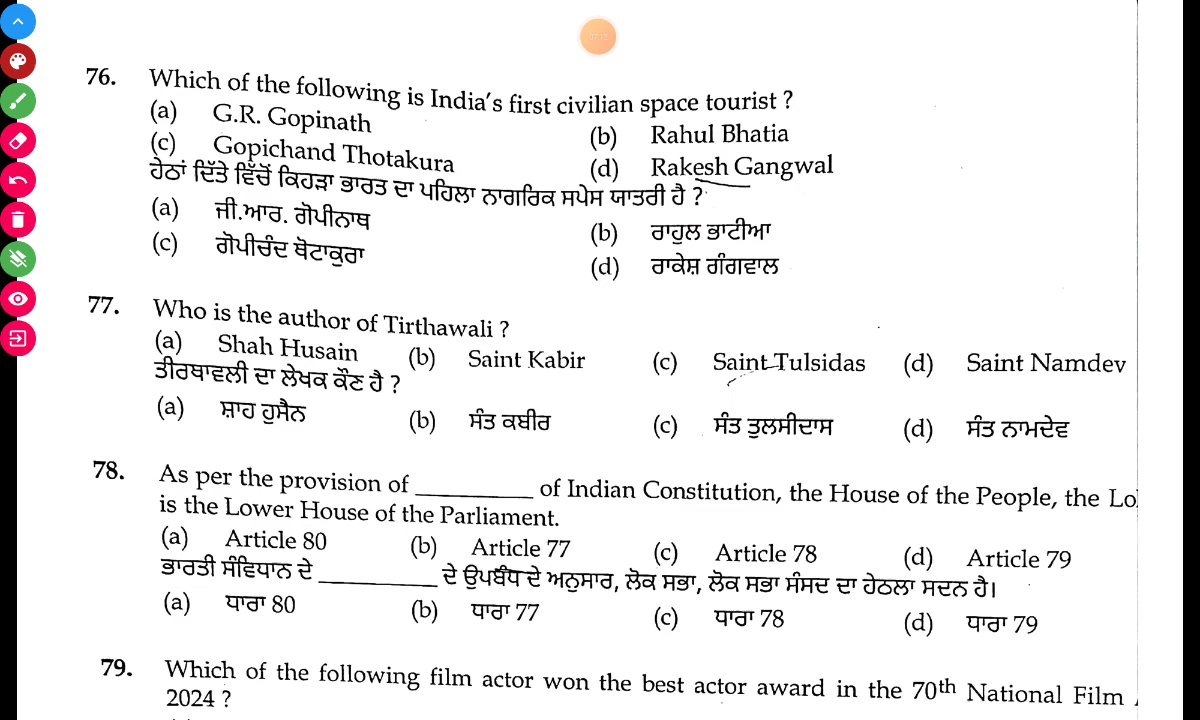 76. Which of the following is India's first civilian space tourist ?
(a) G.R. Gopinath (b) Rahul Bhatia
(c) Gopichand Thotakura (d) Rakesh Gangwal
ਹੇਠਾਂ ਦਿੱਤੇ ਵਿੱਚੋਂ ਕਿਹੜਾ ਭਾਰਤ ਦਾ ਪਹਿਲਾ ਨਾਗਰਿਕ ਸਪੇਸ ਯਾਤਰੀ ਹੈ ?
(a) ਜੀ.ਆਰ. ਗੋਪੀਨਾਥ (b) ਰਾਹੁਲ ਭਾਟੀਆ
(c) ਗੋਪੀਚੰਦ ਥੋਟਾਕੁਰਾ (d) ਰਾਕੇਸ਼ ਗੰਗਵਾਲ
77. Who is the author of Tirthawali ?
(a) Shah Husain (b) Saint Kabir (c) Saint Tulsidas (d) Saint Namdev
ਤੀਰਥਾਵਲੀ ਦਾ ਲੇਖਕ ਕੌਣ ਹੈ ?
(a) ਸ਼ਾਹ ਹੁਸੈਨ (b) ਸੰਤ ਕਬੀਰ (c) ਸੰਤ ਤੁਲਸੀਦਾਸ (d) ਸੰਤ ਨਾਮਦੇਵ
78. As per the provision of __________ of Indian Constitution, the House of the People, the Lo
is the Lower House of the Parliament.
(a) Article 80 (b) Article 77 (c) Article 78 (d) Article 79
ਭਾਰਤੀ ਸੰਵਿਧਾਨ ਦੇ __________ ਦੇ ਉਪਬੰਧ ਦੇ ਅਨੁਸਾਰ, ਲੋਕ ਸਭਾ, ਲੋਕ ਸਭਾ ਸੰਸਦ ਦਾ ਹੇਠਲਾ ਸਦਨ ਹੈ।
(a) ਧਾਰਾ 80 (b) ਧਾਰਾ 77 (c) ਧਾਰਾ 78 (d) ਧਾਰਾ 79
79. Which of the following film actor won the best actor award in the 70th National Film
2024 ?